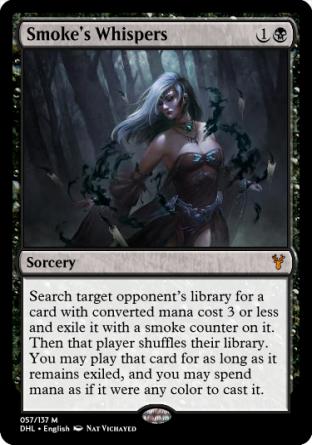 Smoke's Whispers 1
Sorcery
Search target opponent's library for a
card with converted mana cost 3 or less
and exile it with a smoke counter on it.
Then that player shuffles their library.
You may play that card for as long as it
remains exiled, and you may spend
mana as if it were any color to cast it.
057/137 M
DHL • English Nat Vichayed